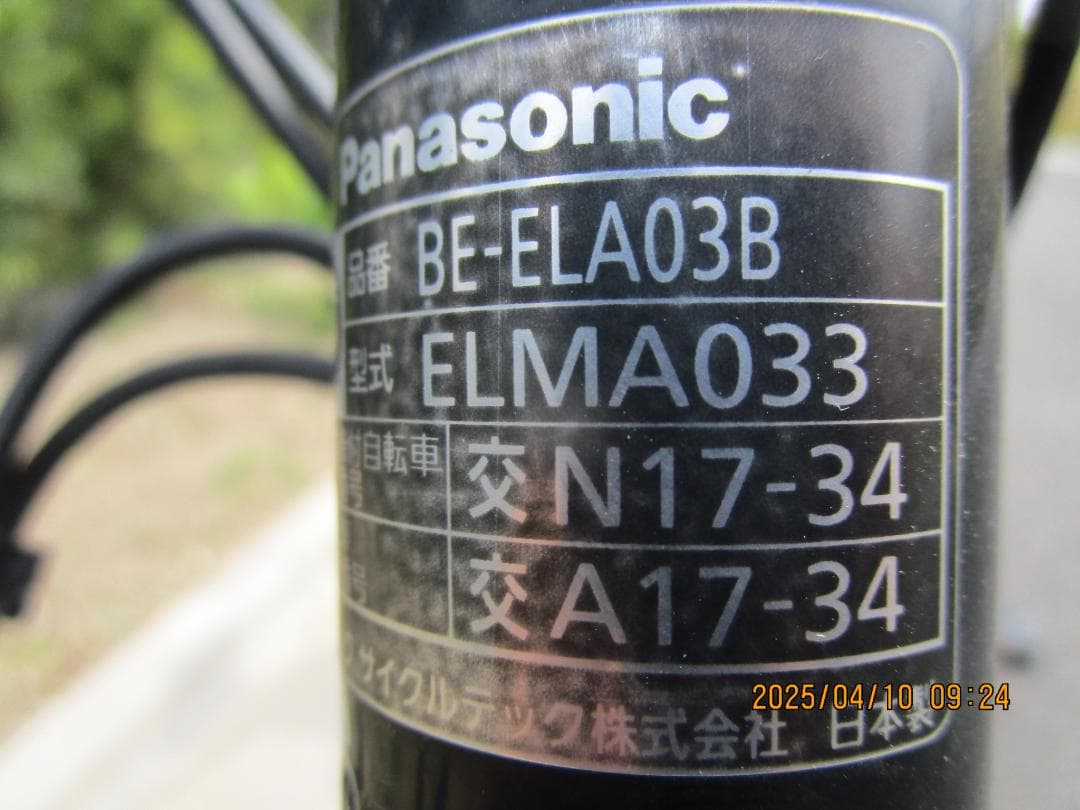 Panasonic
品番 BE-ELA03B
型式 ELMA033
付自転車 交N17-34
号 交A17-34
サイクルテック株式会社 日本製
2025/04/10 09:24